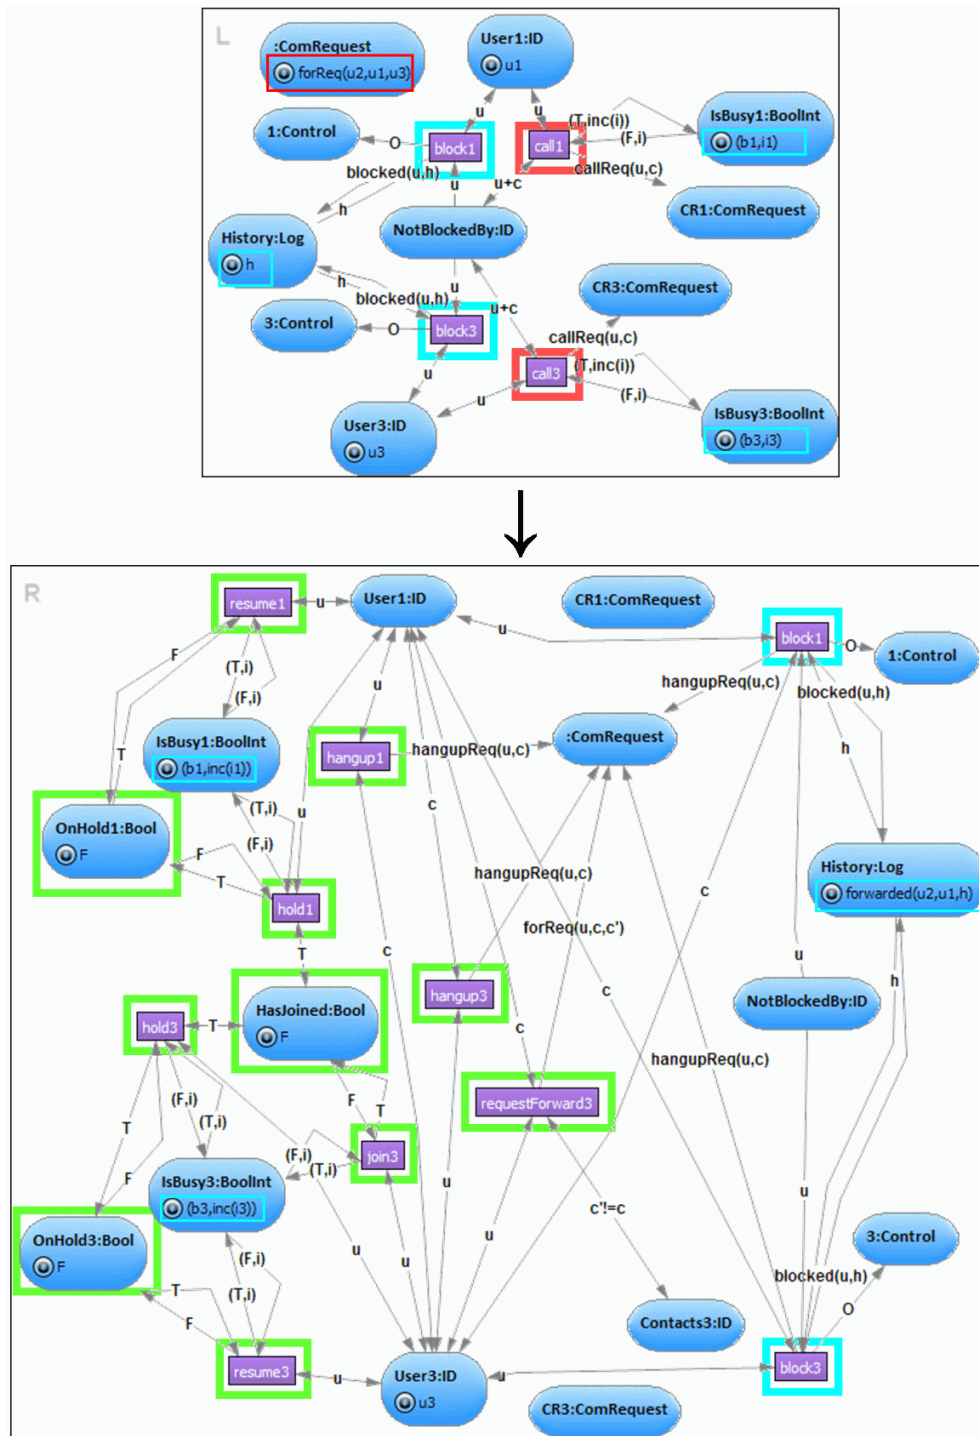 L
:ComRequest
forReq(u2,u1,u3)
User1:ID
u1
u
u
(T,inc(i))
IsBusy1:BoolInt
(b1,i1)
1:Control
O
block1
call1
(F,i)
blocked(u,h)
u
u+c
callReq(u,c)
h
CR1:ComRequest
History:Log
h
NotBlockedBy:ID
h
u
CR3:ComRequest
blocked(u,h)
u+c
3:Control
O
block3
callReq(u,c)
(T,inc(i))
u
call3
u
(F,i)
User3:ID
u3
IsBusy3:BoolInt
(b3,i3)
R
resume1
u
User1:ID
CR1:ComRequest
u
block1
O
1:Control
F
(T,i)
(F,i)
u
hangupReq(u,c)
blocked(u,h)
IsBusy1:BoolInt
(b1,inc(i1))
T
hangup1
hangupReq(u,c)
:ComRequest
h
OnHold1:Bool
F
(T,i)
u
c
(F,i)
F
T
hold1
hangupReq(u,c)
c
History:Log
forwarded(u2,u1,h)
forReq(u,c,c')
T
c
u
h
HasJoined:Bool
F
hangup3
c
NotBlockedBy:ID
hold3
T
c
hangupReq(u,c)
F
T
requestForward3
(F,i)
(T,i)
T
F
(F,i)
(T,i)
join3
IsBusy3:BoolInt
(b3,inc(i3))
u
c'!=c
u
OnHold3:Bool
F
u
u
u
3:Control
(F,i)
T
(T,i)
blocked(u,h)
F
O
Contacts3:ID
resume3
u
User3:ID
u3
u
block3
CR3:ComRequest